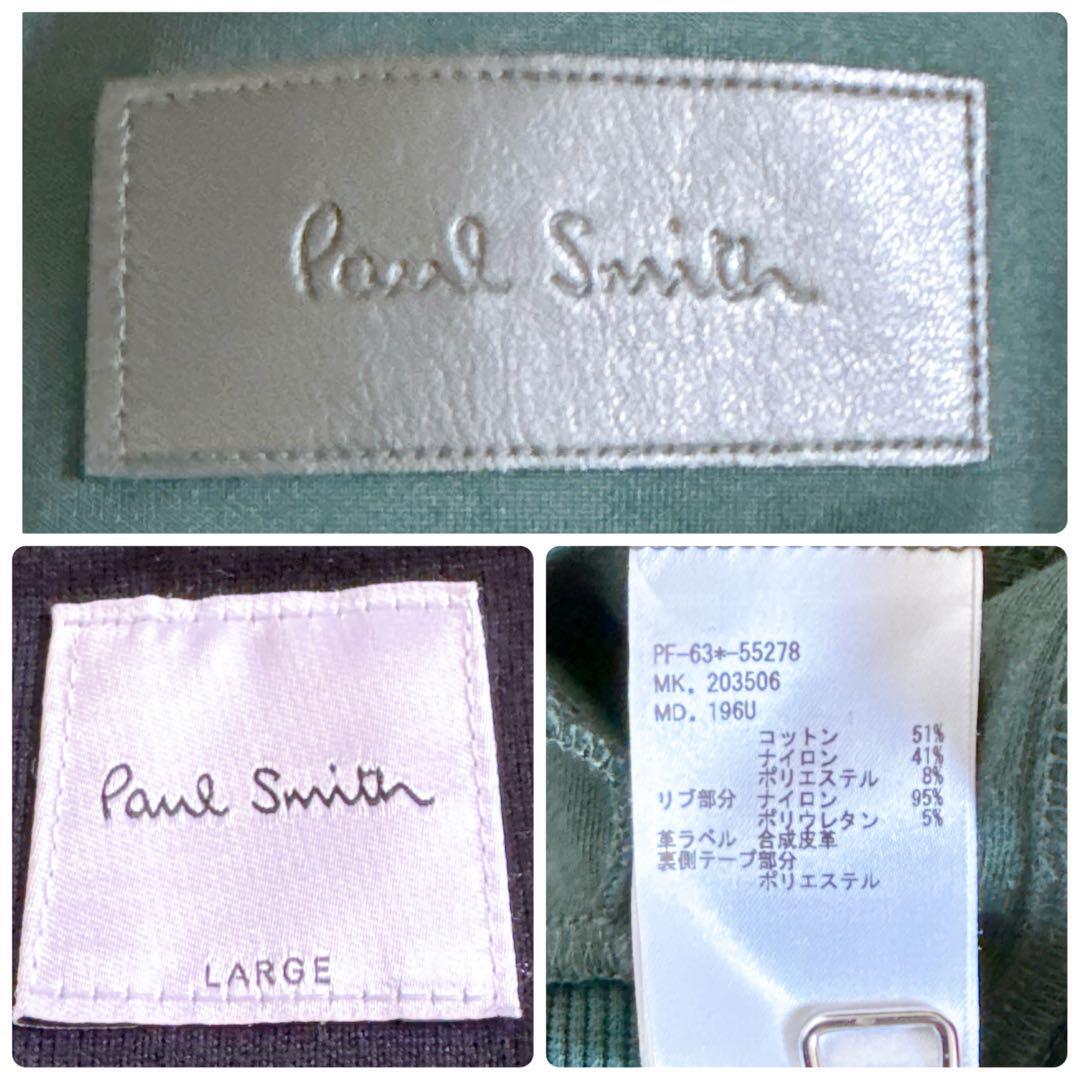 Paul Smith
Paul Smith
LARGE
PF-63*-55278
MK. 203506
MD. 196U
コットン 51%
ナイロン 41%
ポリエステル 8%
リブ部分 ナイロン 95%
ポリウレタン 5%
革ラベル 合成皮革
裏側テープ部分
ポリエステル